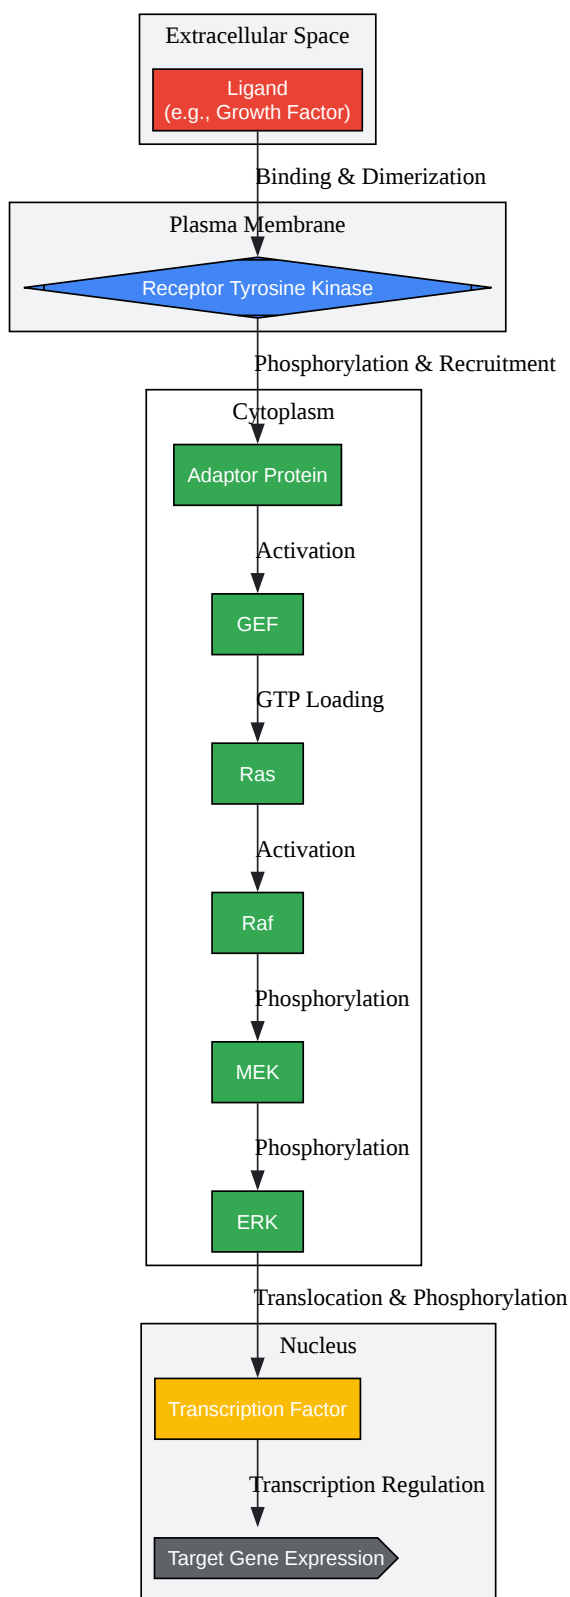 Extracellular Space
Ligand
(e.g., Growth Factor)
Binding & Dimerization
Plasma Membrane
Receptor Tyrosine Kinase
Phosphorylation & Recruitment
Cytoplasm
Adaptor Protein
Activation
GEF
GTP Loading
Ras
Activation
Raf
Phosphorylation
MEK
Phosphorylation
ERK
Translocation & Phosphorylation
Nucleus
Transcription Factor
Transcription Regulation
Target Gene Expression